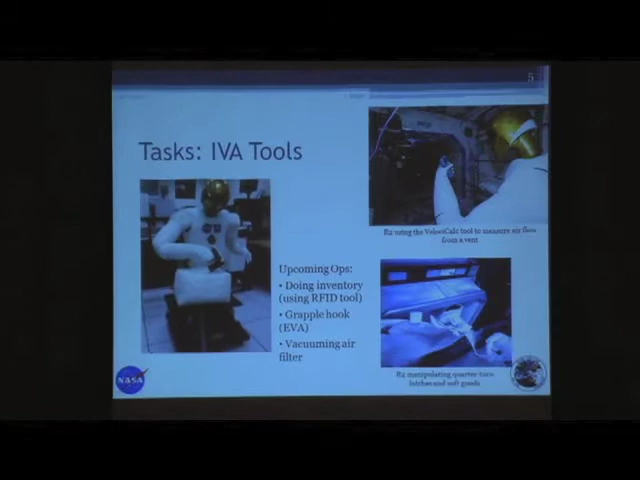 5
Tasks: IVA Tools
R2 using the VelociCalc tool to measure air flow
from a vent
Upcoming Ops:
• Doing inventory
(using RFID tool)
• Grapple hook
(EVA)
• Vacuuming air
filter
R2 manipulating quarter-turn
latches and soft goods
NASA